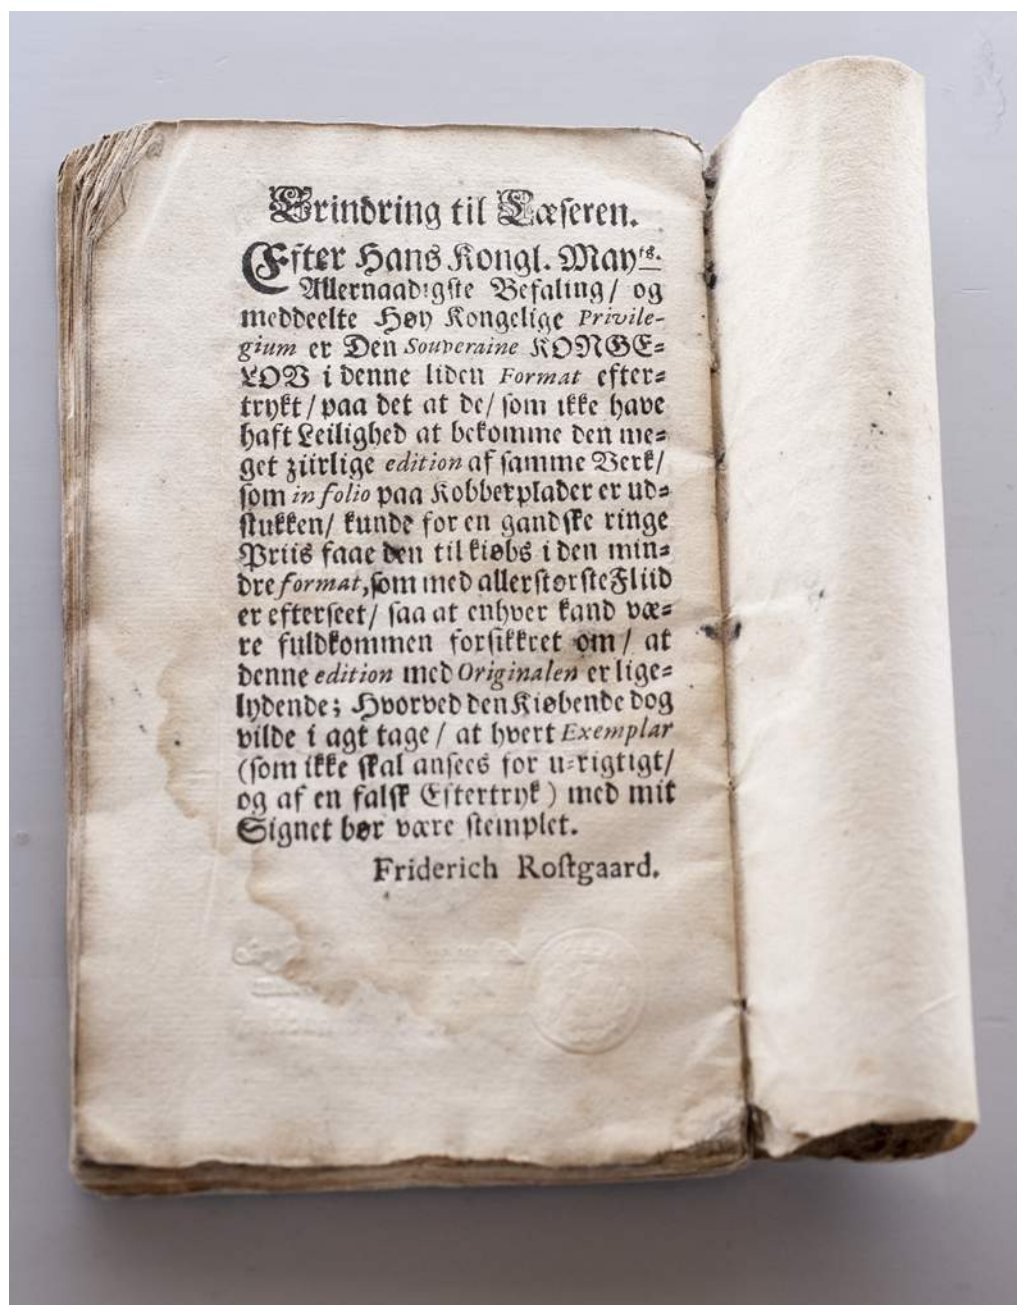 Erindring til Læseren.
Efter Hans Kongl. Mayts.
Allernaadigste Befaling/ og
meddeelte Høy Kongelige Privile-
gium er Den Souveraine KONGE-
LOV i denne liden Format efter-
trykt/ paa det at de/ som ikke have
haft Leilighed at bekomme den me-
get ziirlige edition af samme Verk/
som in folio paa Kobberplader er ud-
stukken/ kunde for en gandske ringe
Priis faae den til kiøbs i den min-
dre format, som med allerstørste Fliid
er efterseet/ saa at enhver kand væ-
re fuldkommen forsikkret om/ at
denne edition med Originalen er lige-
lydende; Hvorved den Kiøbende dog
vilde i agt tage/ at hvert Exemplar
(som ikke skal ansees for u-rigtigt/
og af en falsk Eftertryk) med mit
Signet bør være stemplet.
Friderich Rostgaard.